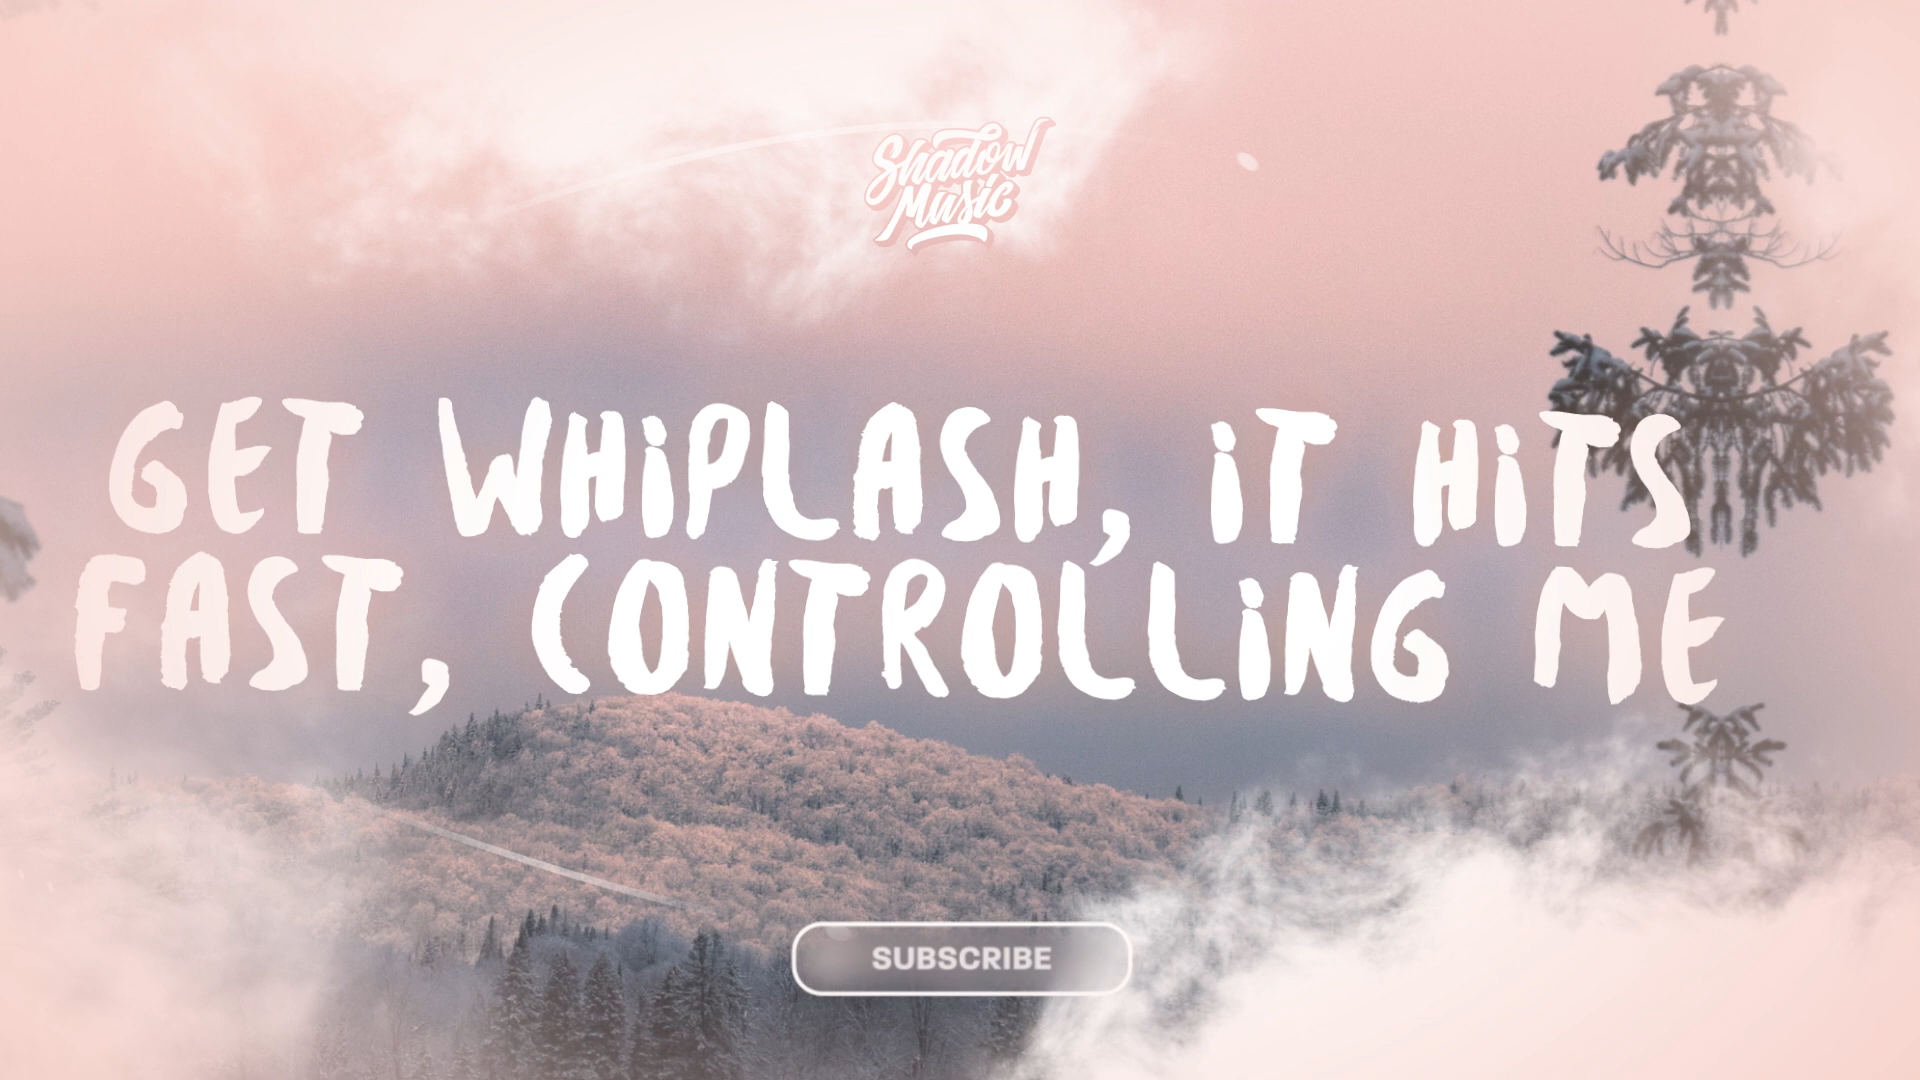 Shadow
Music
GET WHiPLASH, iT HiTS
FAST, CONTROLLiNG ME
SUBSCRIBE